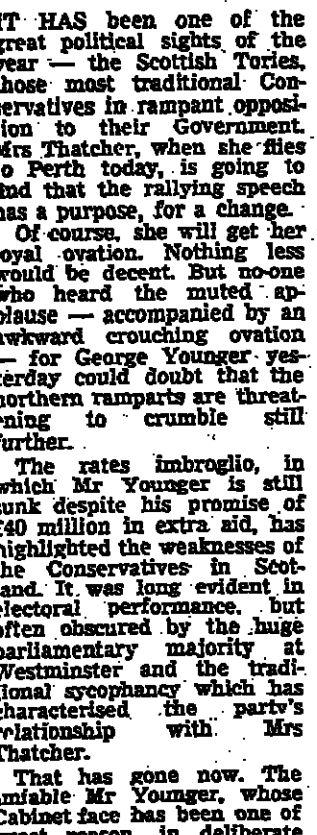 IT HAS been one of the
great political sights of the
year — the Scottish Tories,
those most traditional Con-
servatives in rampant opposi-
tion to their Government.
Mrs Thatcher, when she flies
to Perth today, is going to
find that the rallying speech
has a purpose, for a change.
Of course, she will get her
royal ovation. Nothing less
would be decent. But no-one
who heard the muted ap-
plause — accompanied by an
awkward crouching ovation
— for George Younger yes-
terday could doubt that the
northern ramparts are threat-
ening to crumble still
further.
The rates imbroglio, in
which Mr Younger is still
sunk despite his promise of
£40 million in extra aid, has
highlighted the weaknesses of
the Conservatives in Scot-
land. It was long evident in
electoral performance, but
often obscured by the huge
parliamentary majority at
Westminster and the tradi-
tional sycophancy which has
characterised the party's
relationship with Mrs
Thatcher.
That has gone now. The
amiable Mr Younger, whose
Cabinet face has been one of
great reason, in deliberate